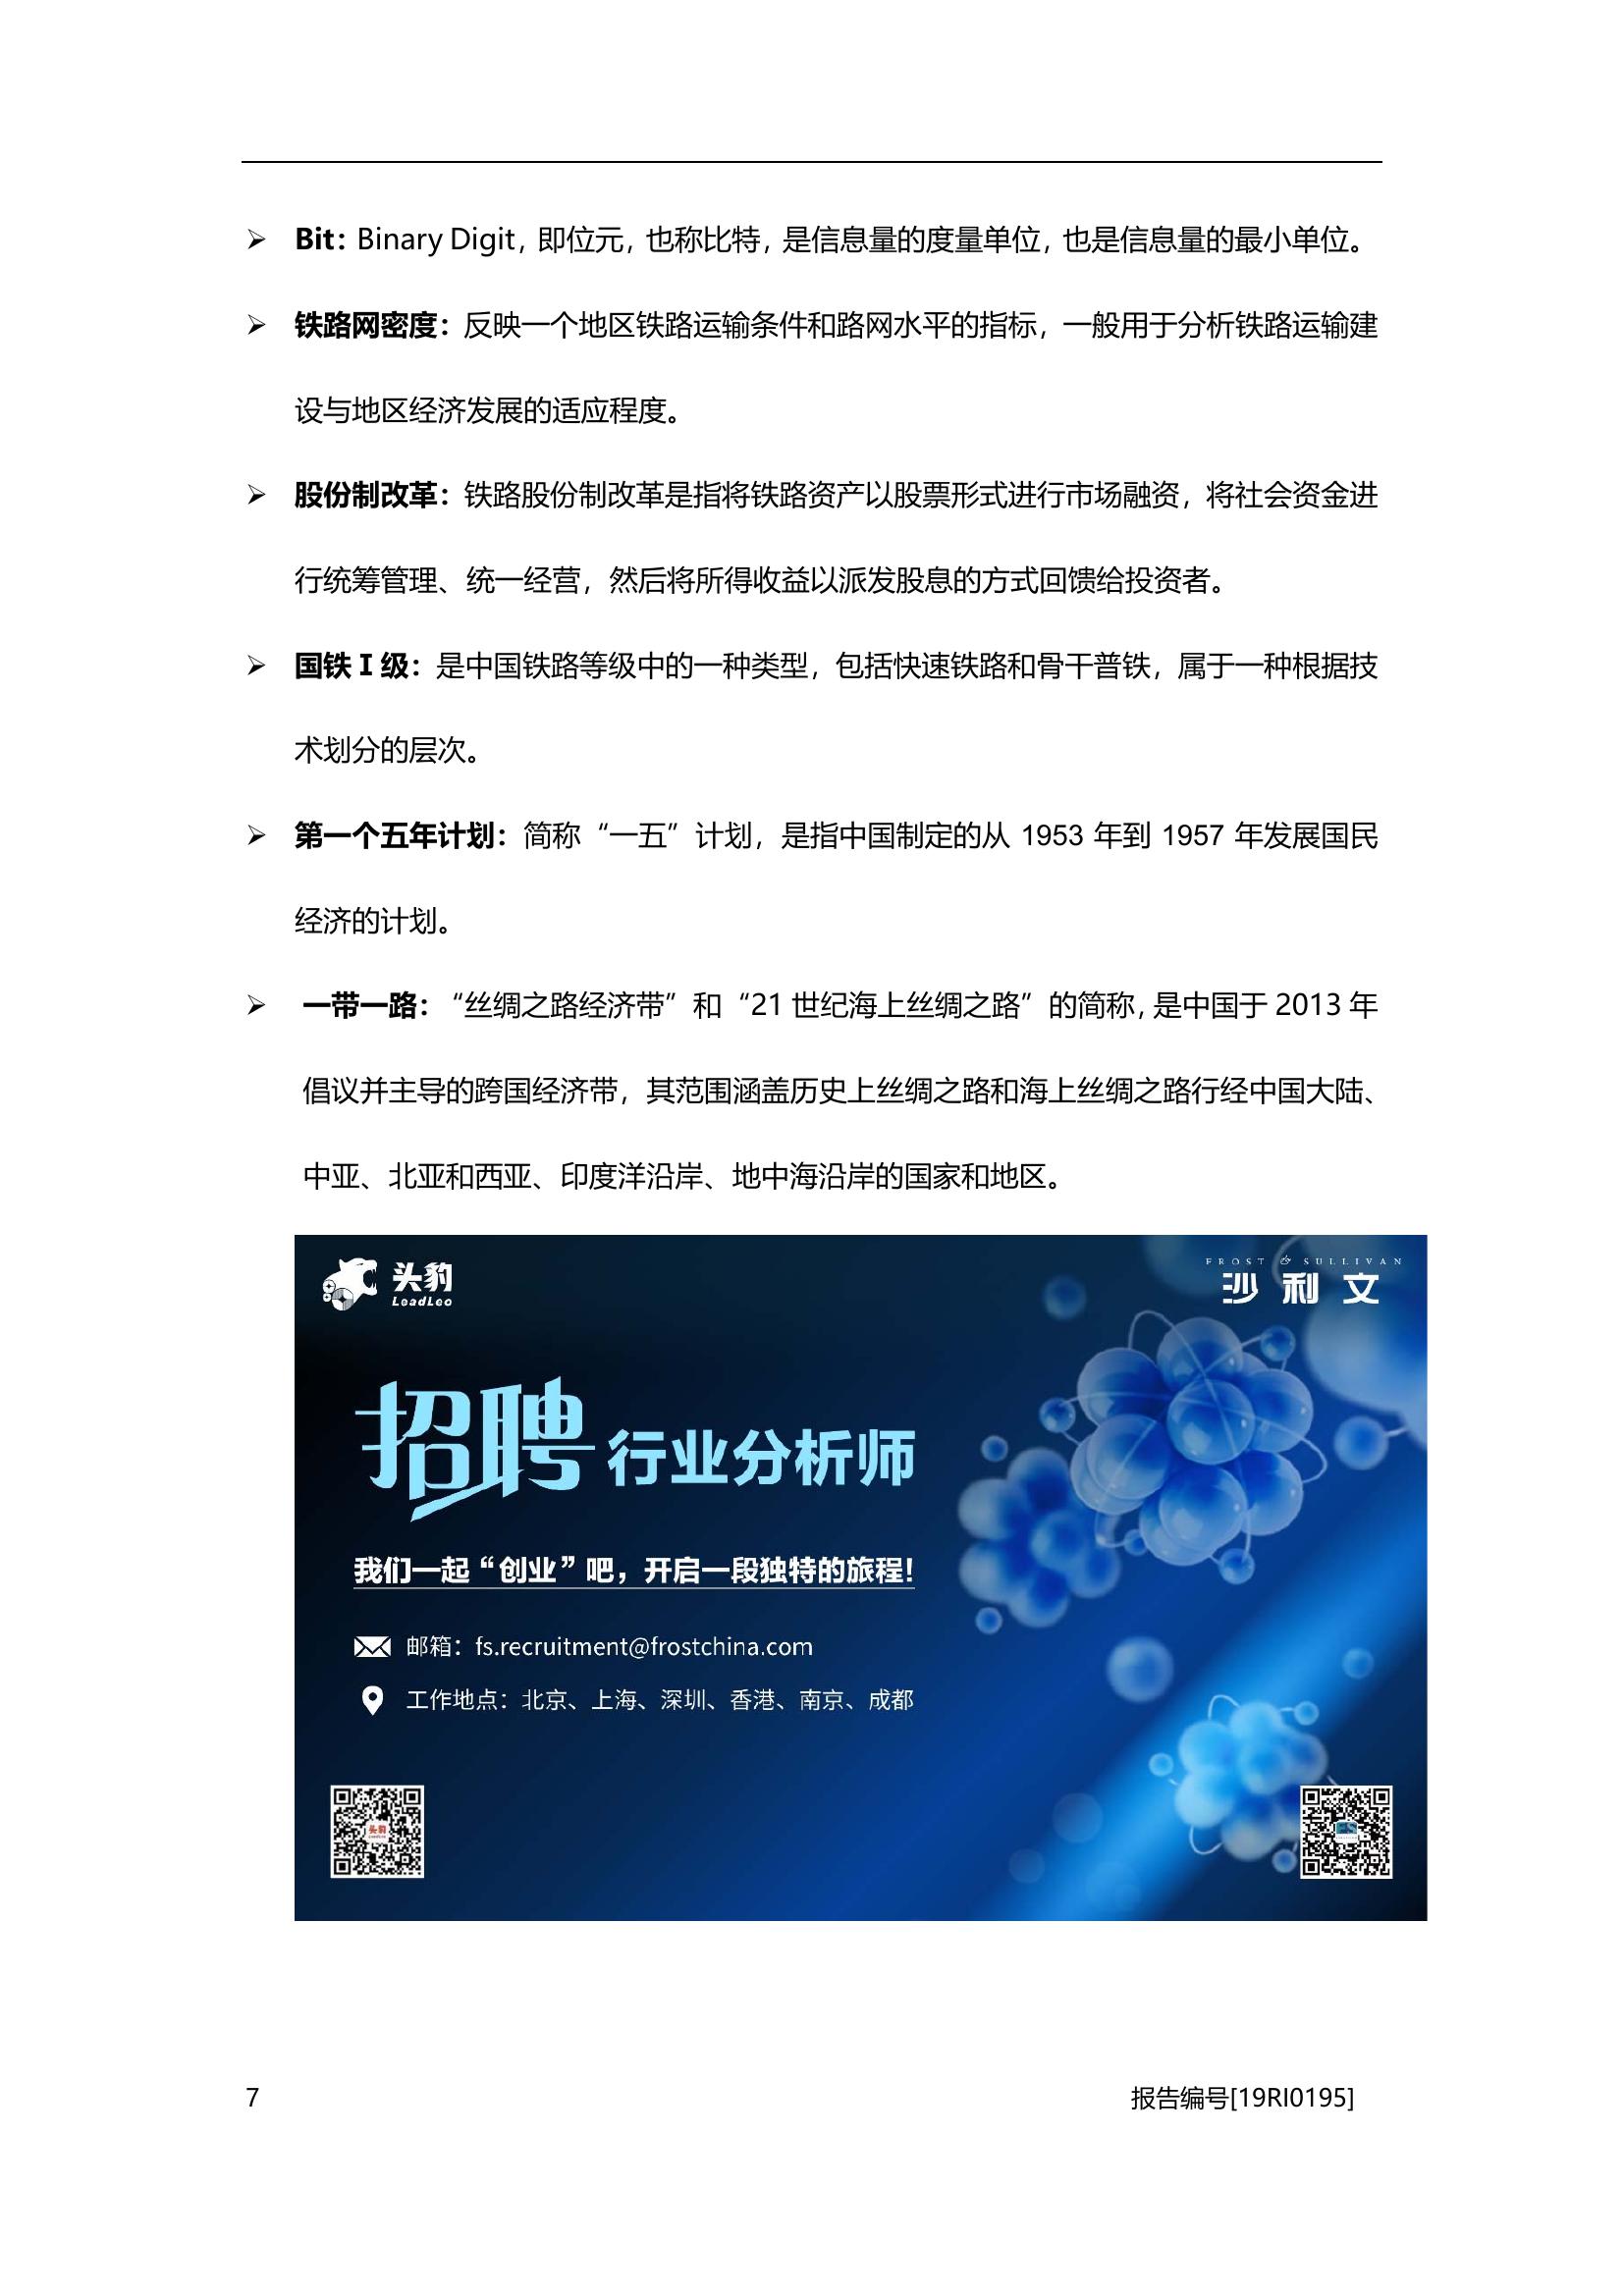 Bit：Binary Digit，即位元，也称比特，是信息量的度量单位，也是信息量的最小单位。
铁路网密度：反映一个地区铁路运输条件和路网水平的指标，一般用于分析铁路运输建
设与地区经济发展的适应程度。
股份制改革：铁路股份制改革是指将铁路资产以股票形式进行市场融资，将社会资金进
行统筹管理、统一经营，然后将所得收益以派发股息的方式回馈给投资者。
国铁 I 级：是中国铁路等级中的一种类型，包括快速铁路和骨干普铁，属于一种根据技
术划分的层次。
第一个五年计划：简称“一五”计划，是指中国制定的从 1953 年到 1957 年发展国民
经济的计划。
一带一路：“丝绸之路经济带”和“21 世纪海上丝绸之路”的简称，是中国于 2013 年
倡议并主导的跨国经济带，其范围涵盖历史上丝绸之路和海上丝绸之路行经中国大陆、
中亚、北亚和西亚、印度洋沿岸、地中海沿岸的国家和地区。
头豹
LeadLeo
FROST & SULLIVAN
沙利文
招聘 行业分析师
我们一起“创业”吧，开启一段独特的旅程！
邮箱：fs.recruitment@frostchina.com
工作地点：北京、上海、深圳、香港、南京、成都
头豹
7
报告编号[19RI0195]